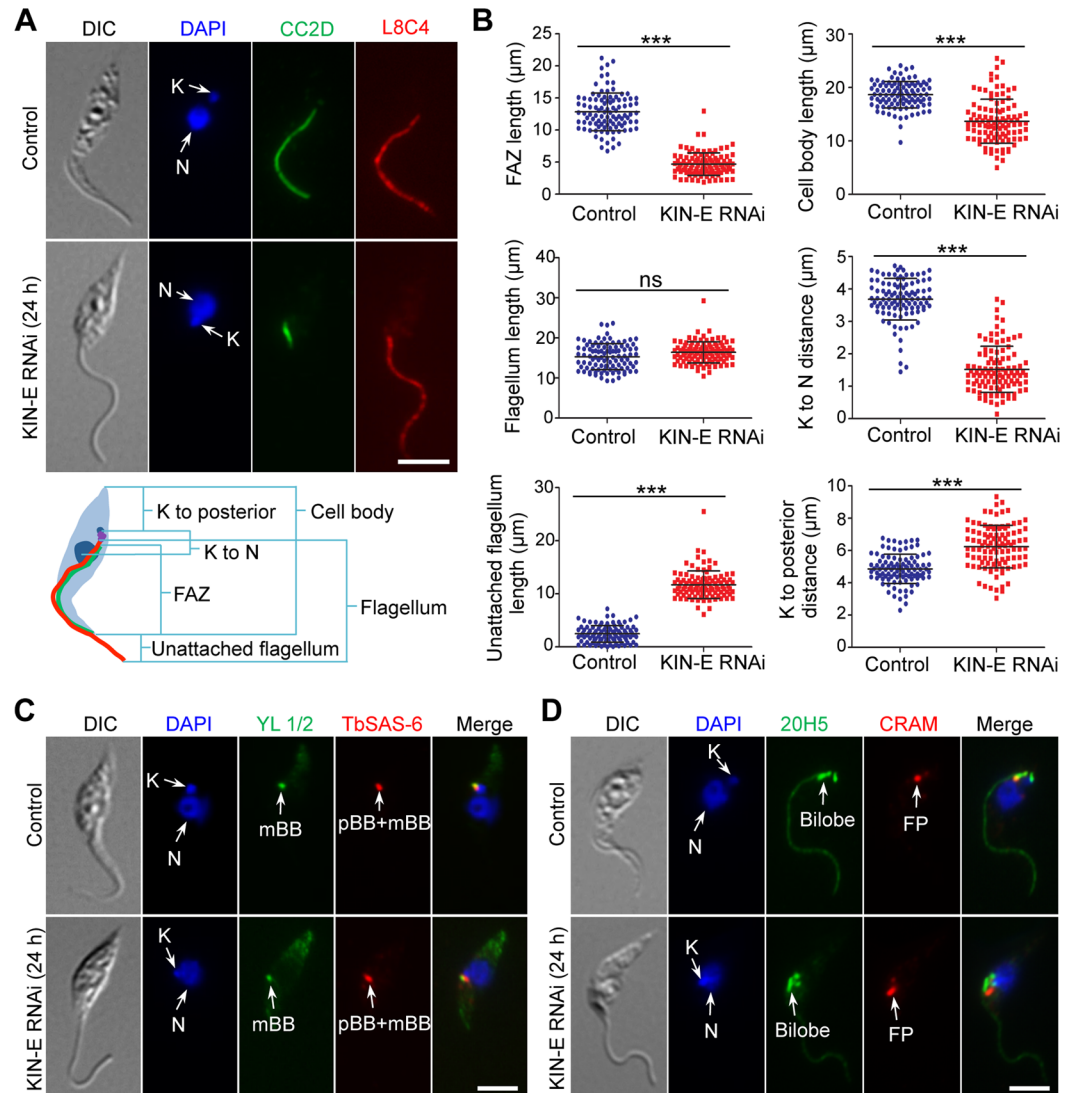 A
DIC
DAPI
CC2D
L8C4
Control
K
N
KIN-E RNAi (24 h)
N
K
K to posterior
Cell body
K to N
FAZ
Flagellum
Unattached flagellum
B
FAZ length (µm)
25
20
15
10
5
0
***
Control
KIN-E RNAi
Cell body length (µm)
30
20
10
0
***
Control
KIN-E RNAi
Flagellum length (µm)
40
30
20
10
0
ns
Control
KIN-E RNAi
K to N distance (µm)
5
4
3
2
1
0
***
Control
KIN-E RNAi
Unattached flagellum
length (µm)
30
20
10
0
***
Control
KIN-E RNAi
K to posterior
distance (µm)
10
8
6
4
2
0
***
Control
KIN-E RNAi
C
DIC
DAPI
YL 1/2
TbSAS-6
Merge
Control
K
N
mBB
pBB+mBB
KIN-E RNAi (24 h)
K
N
mBB
pBB+mBB
D
DIC
DAPI
20H5
CRAM
Merge
Control
K
N
Bilobe
FP
KIN-E RNAi (24 h)
K
N
Bilobe
FP